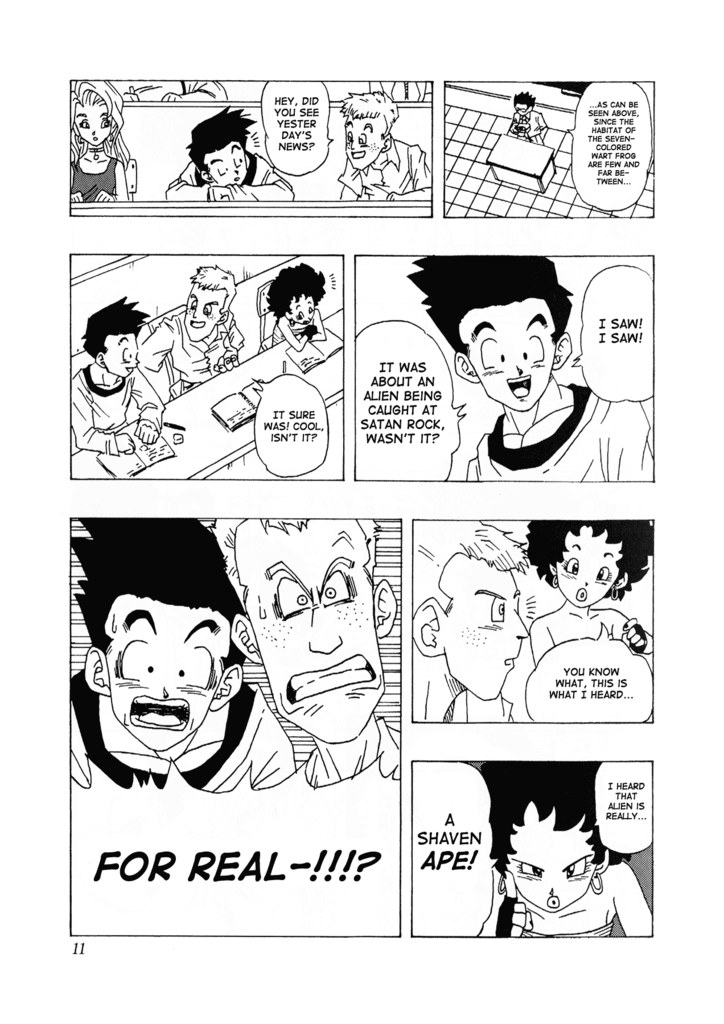 ...AS CAN BE
SEEN ABOVE,
SINCE THE
HABITAT OF
THE SEVEN-
COLORED
WART FROG
ARE FEW AND
FAR BE-
TWEEN...
HEY, DID
YOU SEE
YESTER
DAY'S
NEWS?
I SAW!
I SAW!
IT WAS
ABOUT AN
ALIEN BEING
CAUGHT AT
SATAN ROCK,
WASN'T IT?
IT SURE
WAS! COOL,
ISN'T IT?
YOU KNOW
WHAT, THIS IS
WHAT I HEARD...
I HEARD
THAT
ALIEN IS
REALLY...
A
SHAVEN
APE!
FOR REAL-!!!?
11